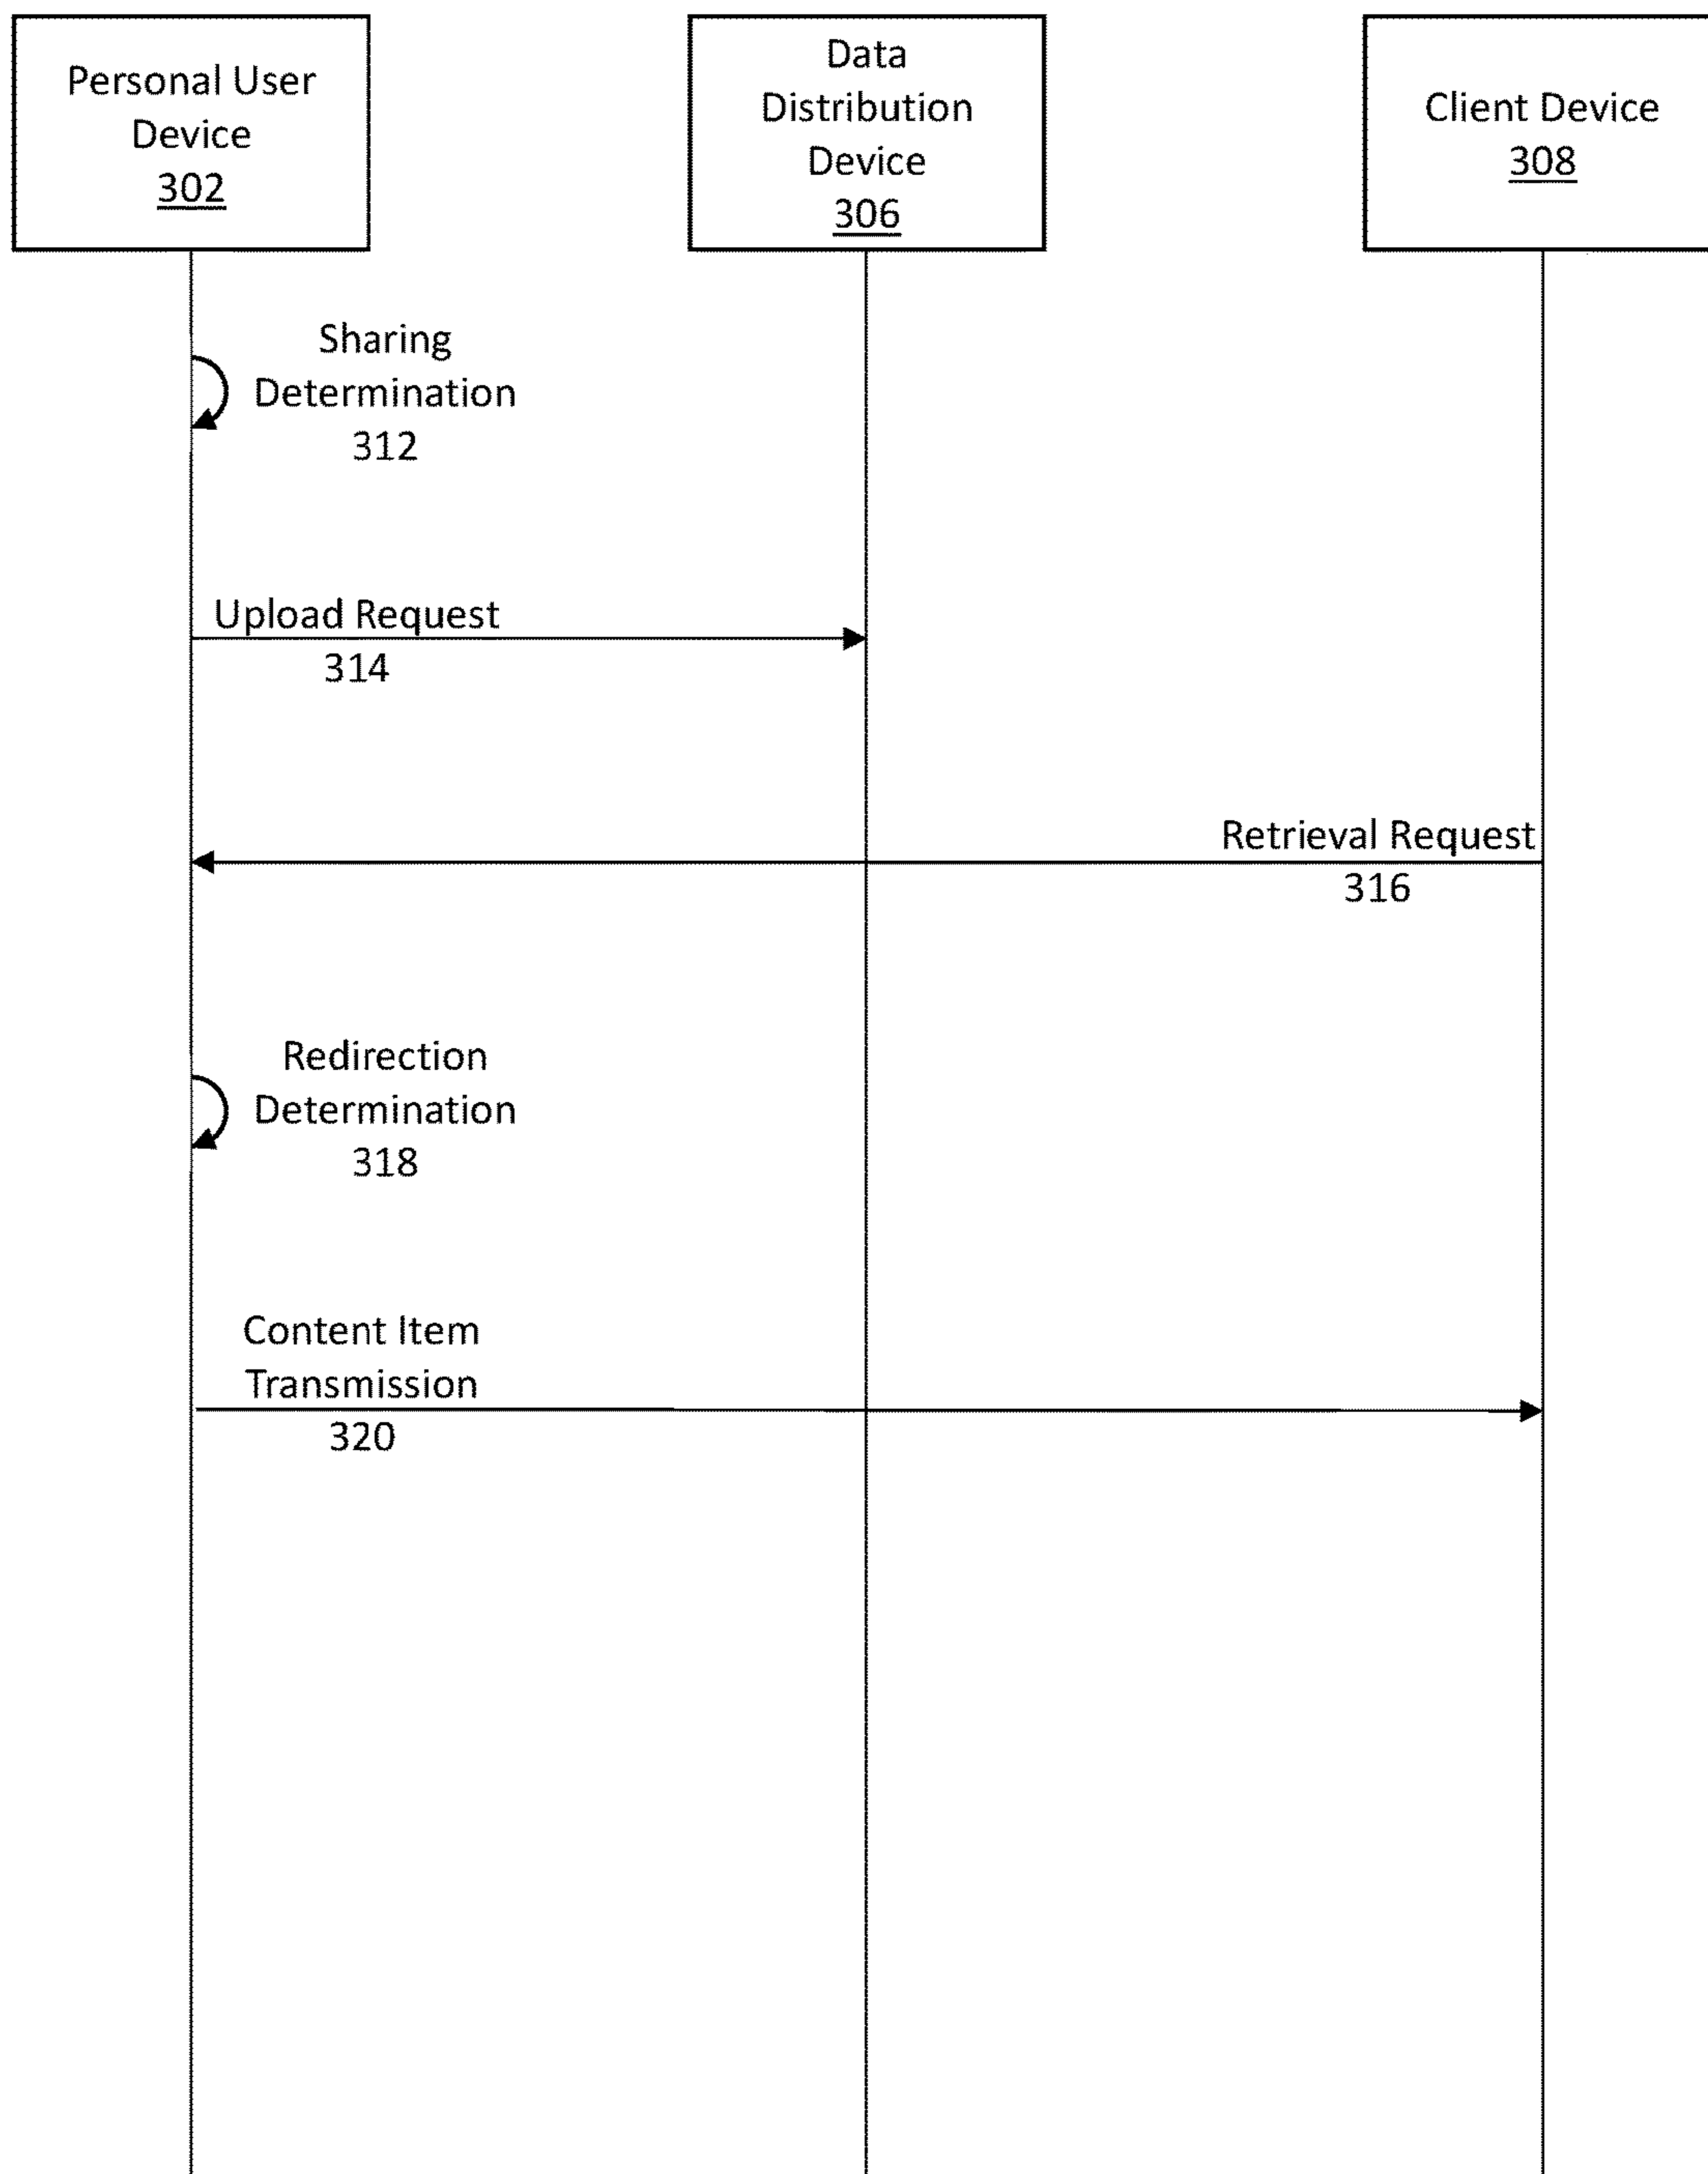 Personal User
Device
302
Data
Distribution
Device
306
Client Device
308
Sharing
Determination
312
Upload Request
314
Retrieval Request
316
Redirection
Determination
318
Content Item
Transmission
320